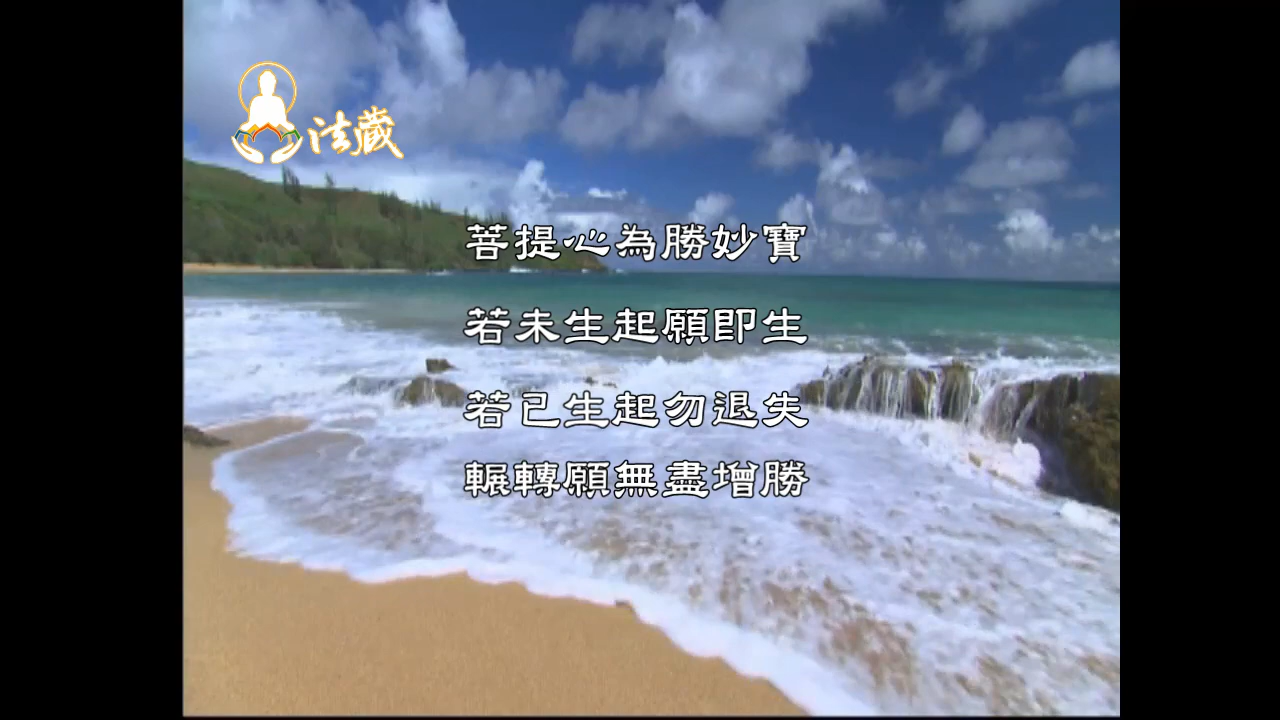 法藏
菩提心為勝妙寶
若未生起願即生
若已生起勿退失
輾轉願無盡增勝